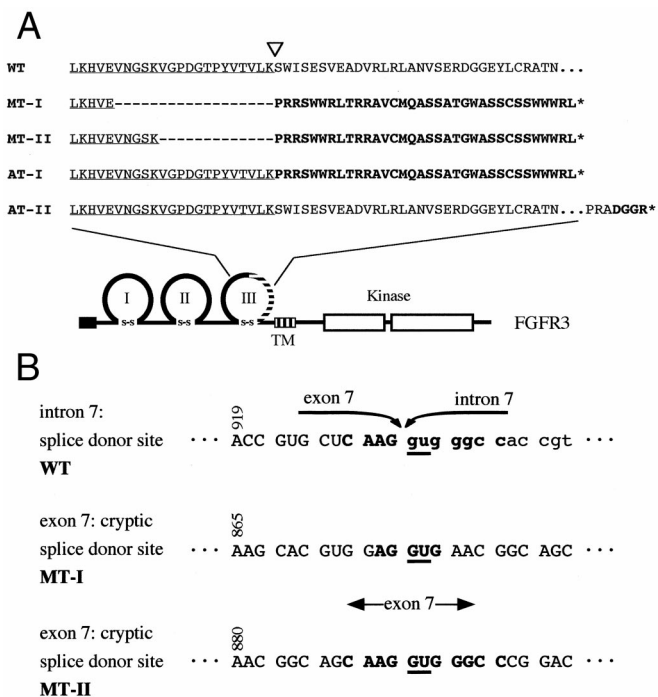 A
WT LKHVEVNGSKVGPDGTPYVTVLKSWISESVEADVRLRLANVSERDGGEYLCRATN...
MT-I LKHVE------------------PRRSWWRLTRRAVCMQASSATGWASSCSSWWWRL*
MT-II LKHVEVNGSK-------------PRRSWWRLTRRAVCMQASSATGWASSCSSWWWRL*
AT-I LKHVEVNGSKVGPDGTPYVTVLKPRRSWWRLTRRAVCMQASSATGWASSCSSWWWRL*
AT-II LKHVEVNGSKVGPDGTPYVTVLKSWISESVEADVRLRLANVSERDGGEYLCRATN...PRADGGR*
I II III Kinase
s-s s-s s-s FGFR3
TM
B
exon 7 intron 7
intron 7: 919
splice donor site ··· ACC GUG CUC AAG gug ggc cac cgt ···
WT
exon 7: cryptic 865
splice donor site ··· AAG CAC GUG GAG GUG AAC GGC AGC ···
MT-I
exon 7
exon 7: cryptic 880
splice donor site ··· AAC GGC AGC AAG GUG GGC CCG GAC ···
MT-II